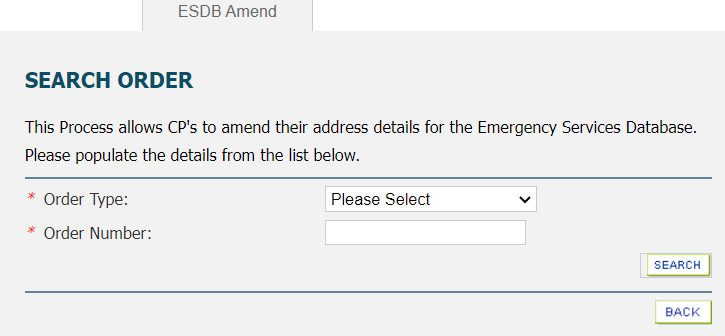 ESDB Amend
SEARCH ORDER
This Process allows CP's to amend their address details for the Emergency Services Database.
Please populate the details from the list below.
* Order Type: Please Select
* Order Number:
SEARCH
BACK